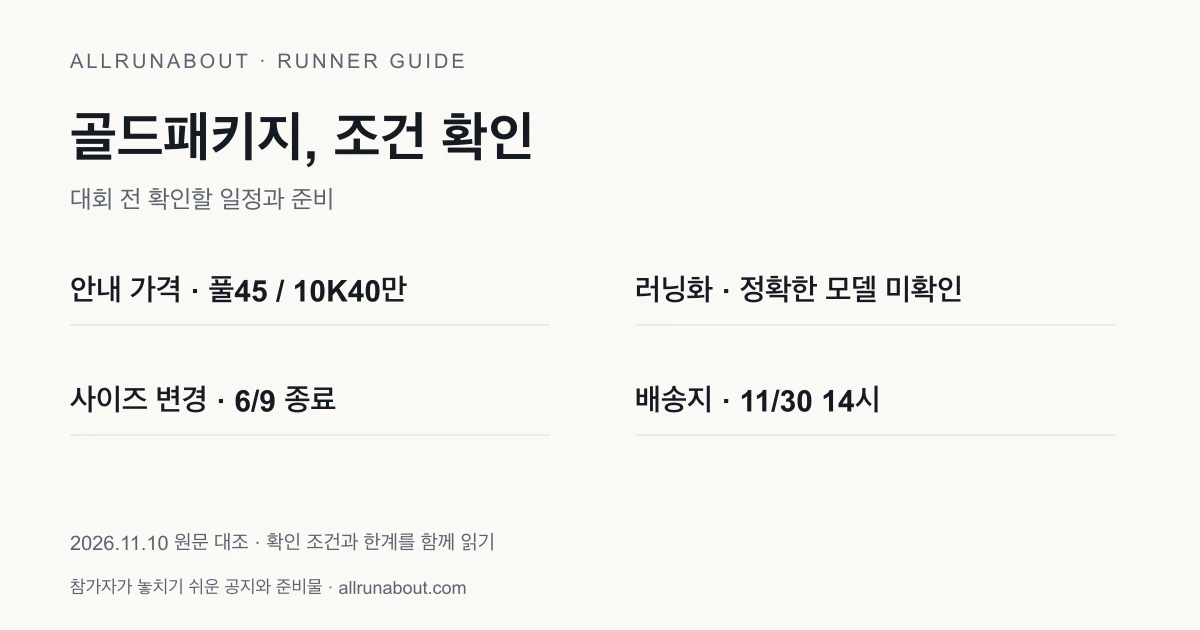 ALLRUNABOUT · RUNNER GUIDE
골드패키지, 조건 확인
대회 전 확인할 일정과 준비
안내 가격 · 풀45 / 10K40만
러닝화 · 정확한 모델 미확인
사이즈 변경 · 6/9 종료
배송지 · 11/30 14시
2026.11.10 원문 대조 · 확인 조건과 한계를 함께 읽기
참가자가 놓치기 쉬운 공지와 준비물 · allrunabout.com